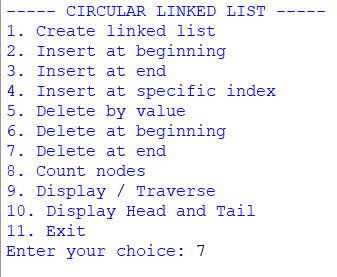 ----- CIRCULAR LINKED LIST -----
1. Create linked list
2. Insert at beginning
3. Insert at end
4. Insert at specific index
5. Delete by value
6. Delete at beginning
7. Delete at end
8. Count nodes
9. Display / Traverse
10. Display Head and Tail
11. Exit
Enter your choice: 7